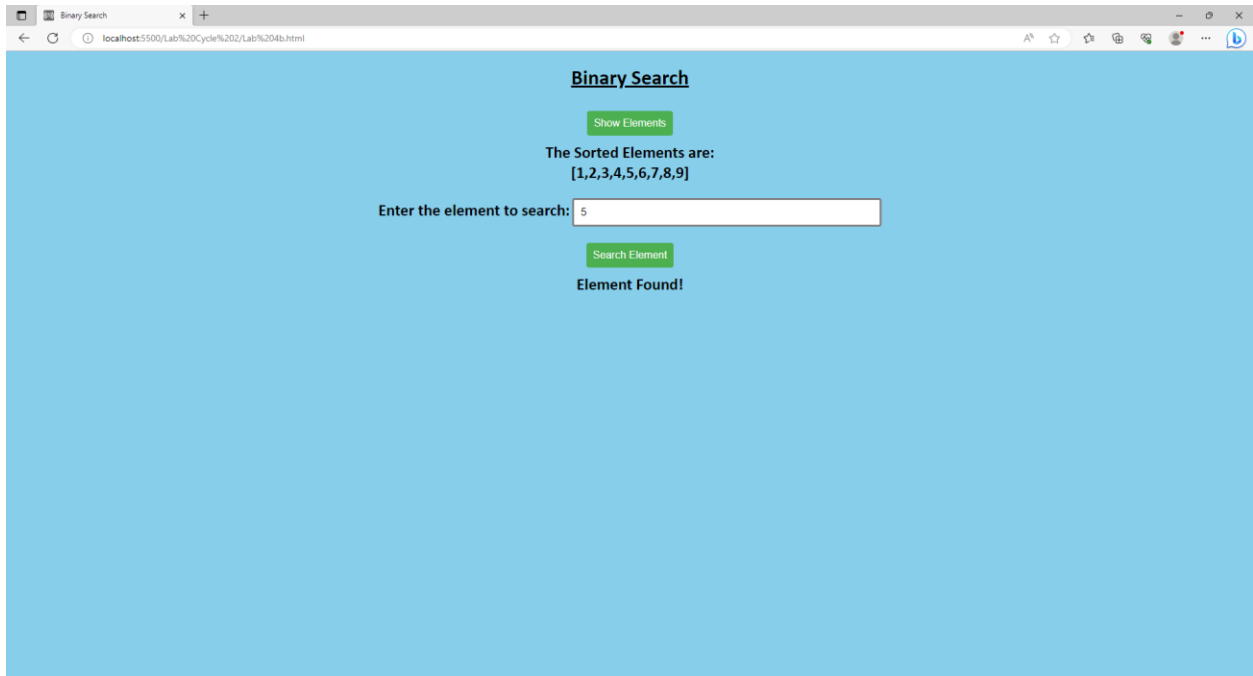 Binary Search
localhost:5500/Lab%20Cycle%202/Lab%204b.html
Binary Search
Show Elements
The Sorted Elements are:
[1,2,3,4,5,6,7,8,9]
Enter the element to search: 5
Search Element
Element Found!